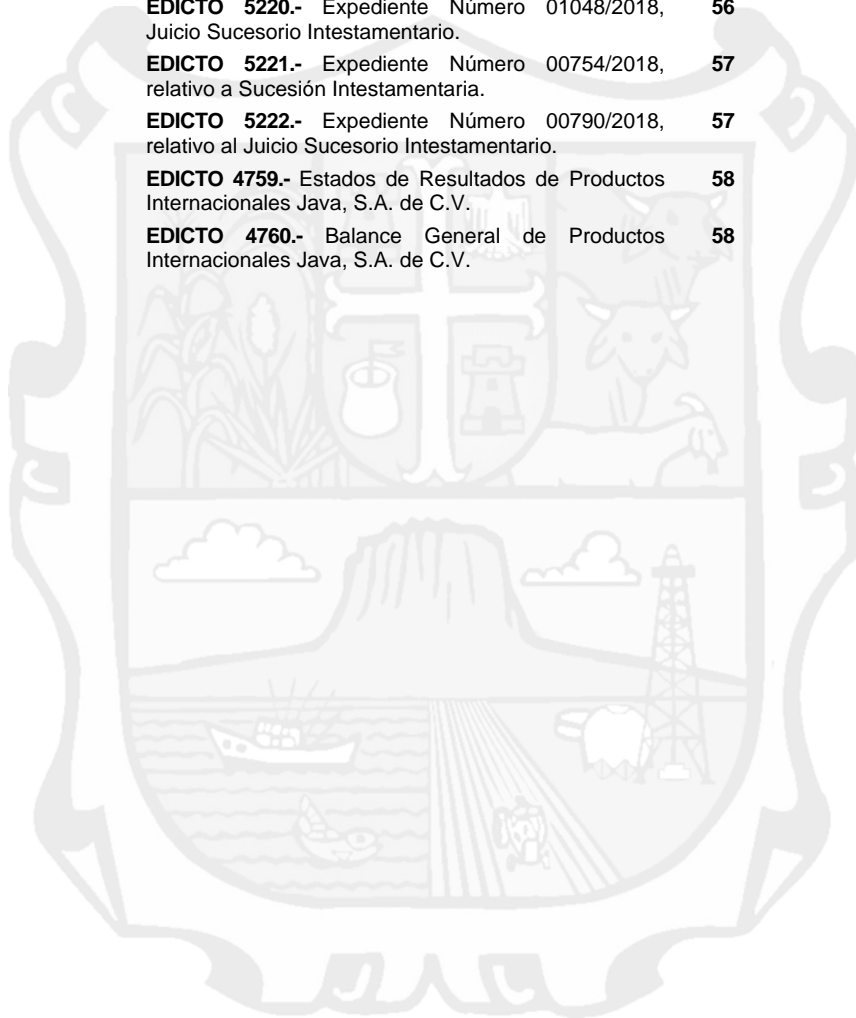 EDICTO 5220.- Expediente Número 01048/2018, 56
Juicio Sucesorio Intestamentario.
EDICTO 5221.- Expediente Número 00754/2018, 57
relativo a Sucesión Intestamentaria.
EDICTO 5222.- Expediente Número 00790/2018, 57
relativo al Juicio Sucesorio Intestamentario.
EDICTO 4759.- Estados de Resultados de Productos 58
Internacionales Java, S.A. de C.V.
EDICTO 4760.- Balance General de Productos 58
Internacionales Java, S.A. de C.V.